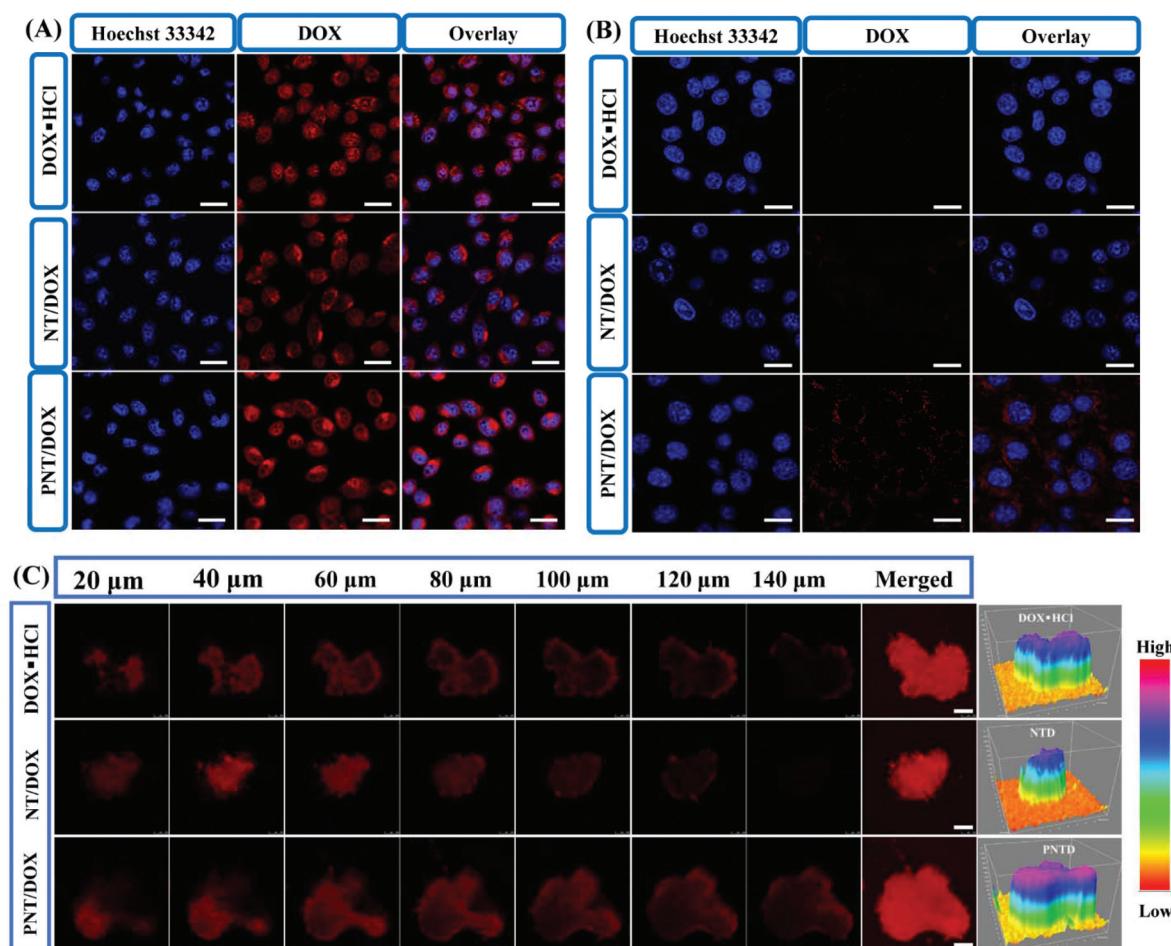 (A)
Hoechst 33342 DOX Overlay
DOX▪HCl
NT/DOX
PNT/DOX
(B)
Hoechst 33342 DOX Overlay
DOX▪HCl
NT/DOX
PNT/DOX
(C)
20 μm 40 μm 60 μm 80 μm 100 μm 120 μm 140 μm Merged
DOX▪HCl
NT/DOX
PNT/DOX
DOX▪HCl
NTD
PNTD
High
Low